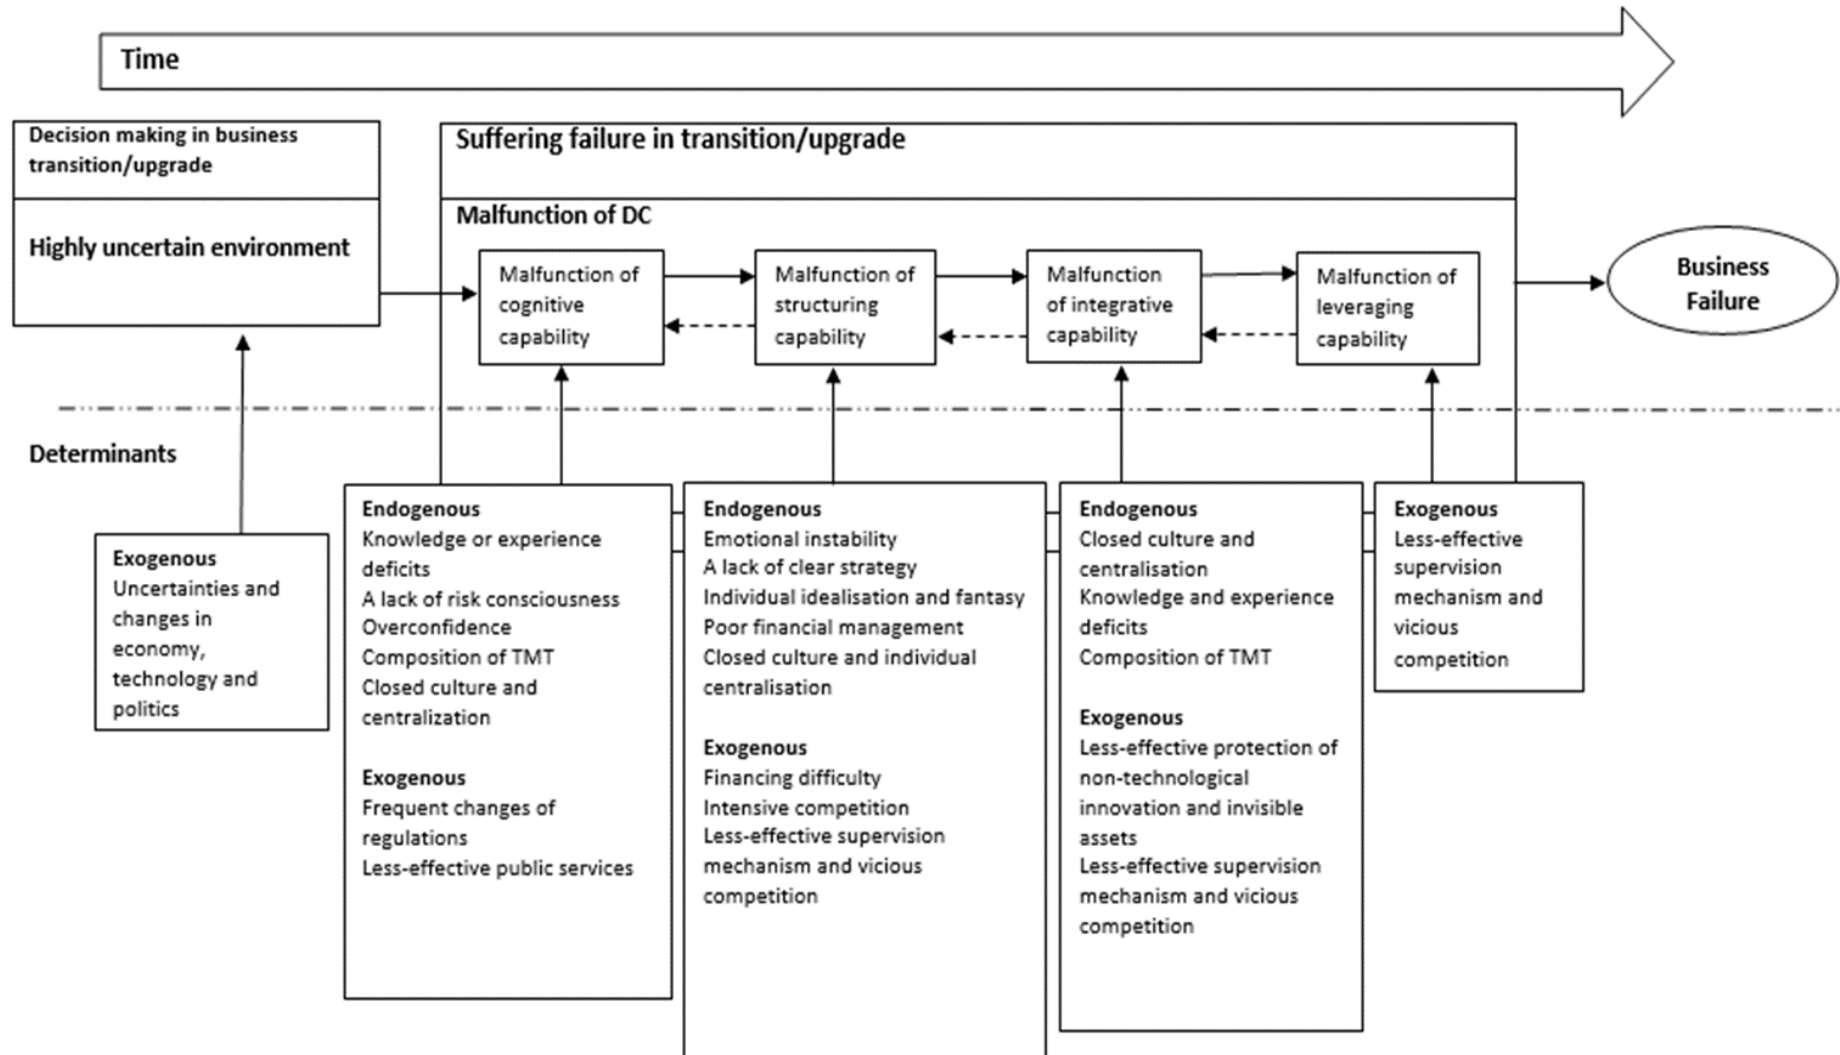 Time
Decision making in business
transition/upgrade
Highly uncertain environment
Suffering failure in transition/upgrade
Malfunction of DC
Malfunction of
cognitive
capability
Malfunction of
structuring
capability
Malfunction
of integrative
capability
Malfunction of
leveraging
capability
Business
Failure
Determinants
Exogenous
Uncertainties and
changes in
economy,
technology and
politics
Endogenous
Knowledge or experience
deficits
A lack of risk consciousness
Overconfidence
Composition of TMT
Closed culture and
centralization
Exogenous
Frequent changes of
regulations
Less-effective public services
Endogenous
Emotional instability
A lack of clear strategy
Individual idealisation and fantasy
Poor financial management
Closed culture and individual
centralisation
Exogenous
Financing difficulty
Intensive competition
Less-effective supervision
mechanism and vicious
competition
Endogenous
Closed culture and
centralisation
Knowledge and experience
deficits
Composition of TMT
Exogenous
Less-effective protection of
non-technological
innovation and invisible
assets
Less-effective supervision
mechanism and vicious
competition
Exogenous
Less-effective
supervision
mechanism and
vicious
competition